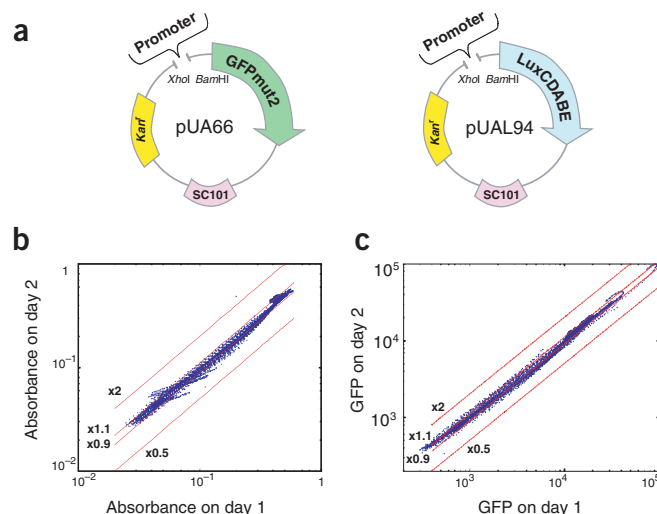 a
Promoter
XhoI BamHI
GFPmut2
Kanʳ
pUA66
SC101
Promoter
XhoI BamHI
LuxCDABE
Kanʳ
pUAL94
SC101
b
Absorbance on day 2
1
10⁻¹
10⁻²
x2
x1.1
x0.9
x0.5
10⁻²
10⁻¹
1
Absorbance on day 1
c
GFP on day 2
10⁵
10⁴
10³
x2
x1.1
x0.9
x0.5
10³
10⁴
10⁵
GFP on day 1